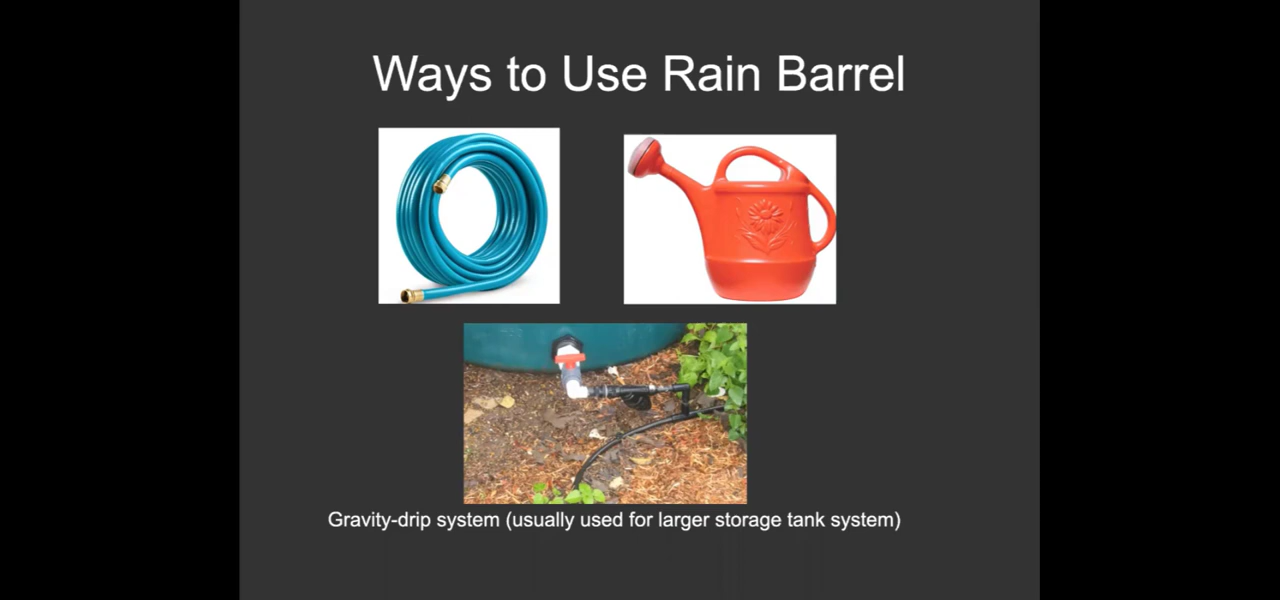 Ways to Use Rain Barrel
Gravity-drip system (usually used for larger storage tank system)